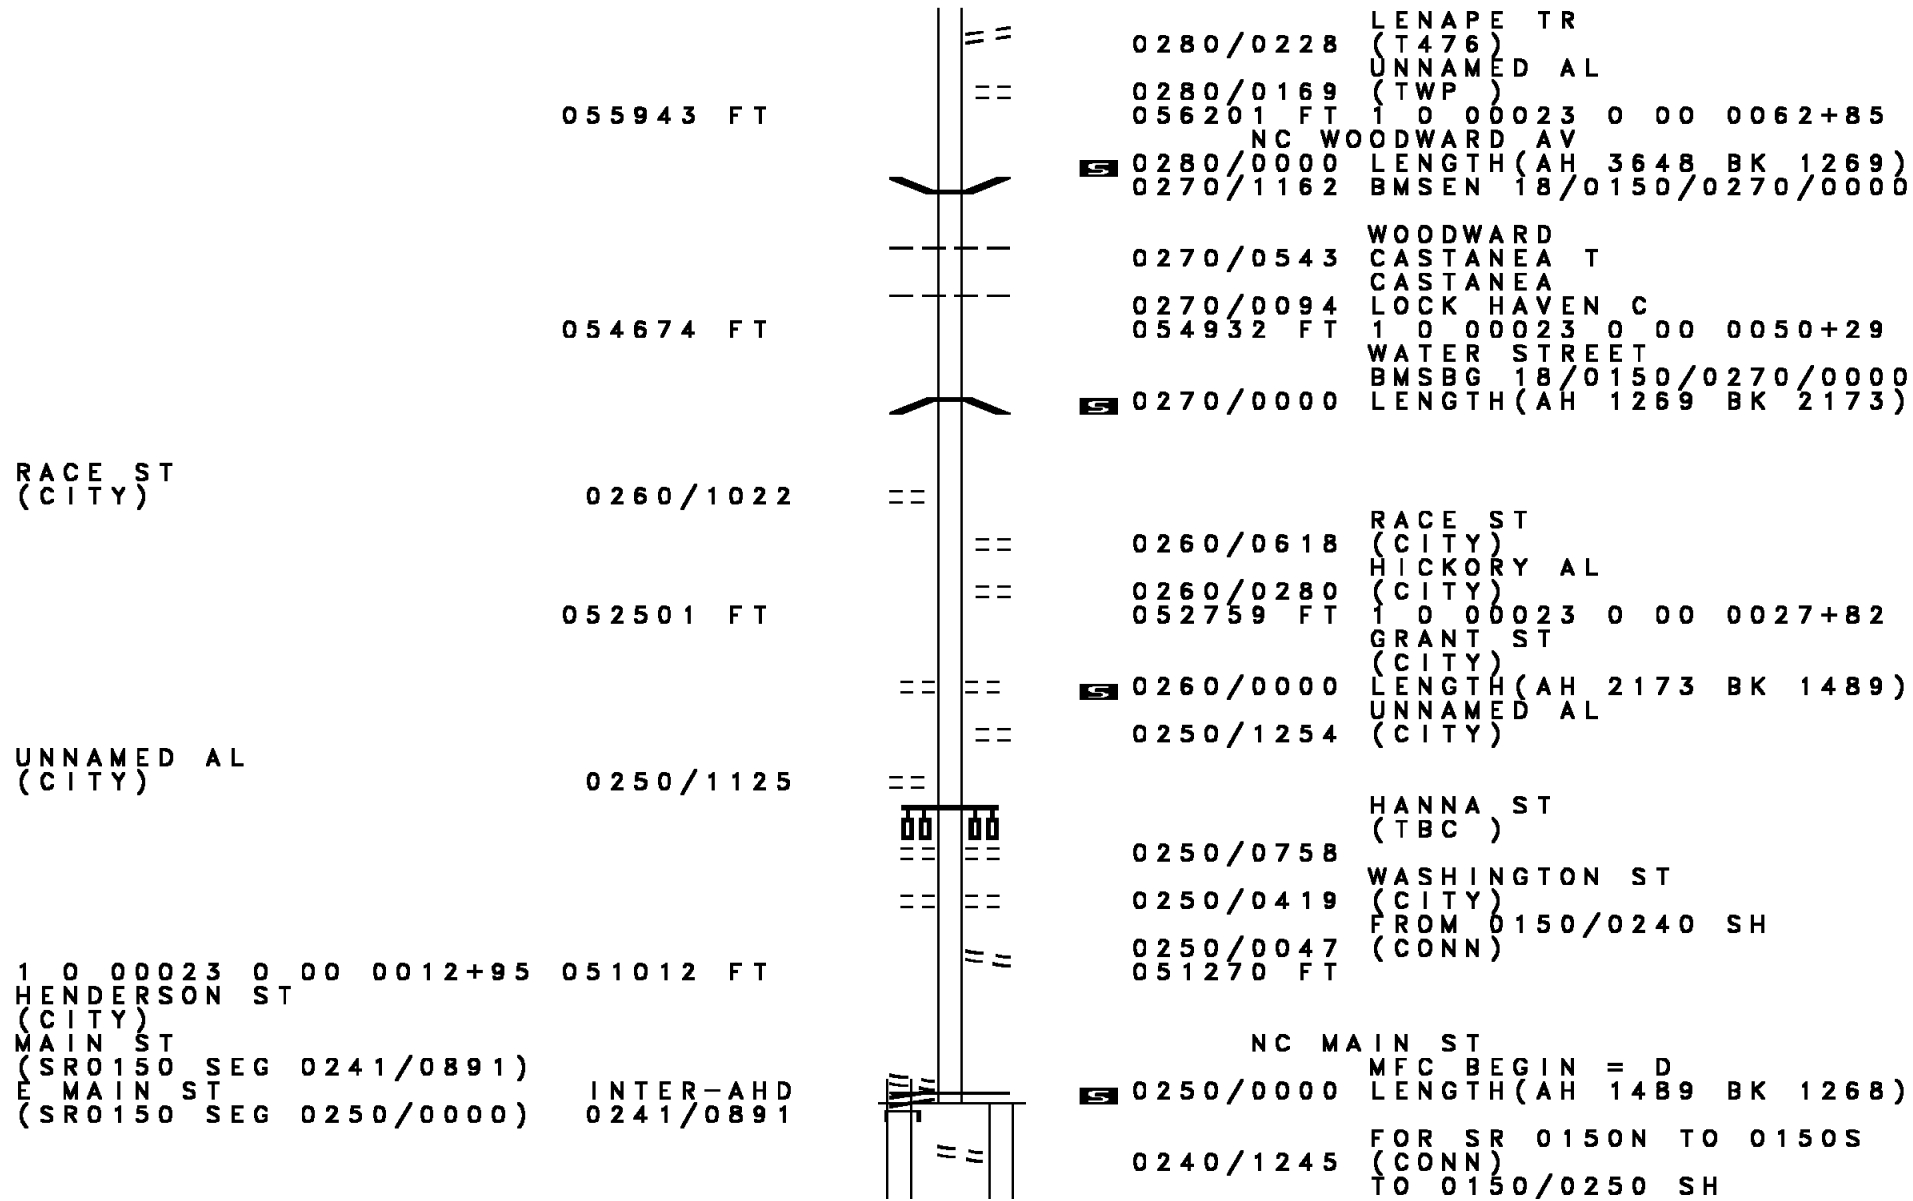 LENAPE TR
0280/0228 (T476)
UNNAMED AL
0280/0169 (TWP )
055943 FT 056201 FT 1 0 00023 0 00 0062+85
NC WOODWARD AV
S 0280/0000 LENGTH(AH 3648 BK 1269)
0270/1162 BMSEN 18/0150/0270/0000
WOODWARD
0270/0543 CASTANEA T
CASTANEA
0270/0094 LOCK HAVEN C
054674 FT 054932 FT 1 0 00023 0 00 0050+29
WATER STREET
BMSBG 18/0150/0270/0000
S 0270/0000 LENGTH(AH 1269 BK 2173)
RACE ST
(CITY) 0260/1022
RACE ST
0260/0618 (CITY)
HICKORY AL
0260/0280 (CITY)
052501 FT 052759 FT 1 0 00023 0 00 0027+82
GRANT ST
(CITY)
S 0260/0000 LENGTH(AH 2173 BK 1489)
UNNAMED AL
0250/1254 (CITY)
UNNAMED AL
(CITY) 0250/1125
HANNA ST
(TBC )
0250/0758
WASHINGTON ST
0250/0419 (CITY)
FROM 0150/0240 SH
0250/0047 (CONN)
1 0 00023 0 00 0012+95 051012 FT 051270 FT
HENDERSON ST
(CITY)
MAIN ST NC MAIN ST
(SR0150 SEG 0241/0891) MFC BEGIN = D
E MAIN ST INTER-AHD S 0250/0000 LENGTH(AH 1489 BK 1268)
(SR0150 SEG 0250/0000) 0241/0891
FOR SR 0150N TO 0150S
0240/1245 (CONN)
TO 0150/0250 SH